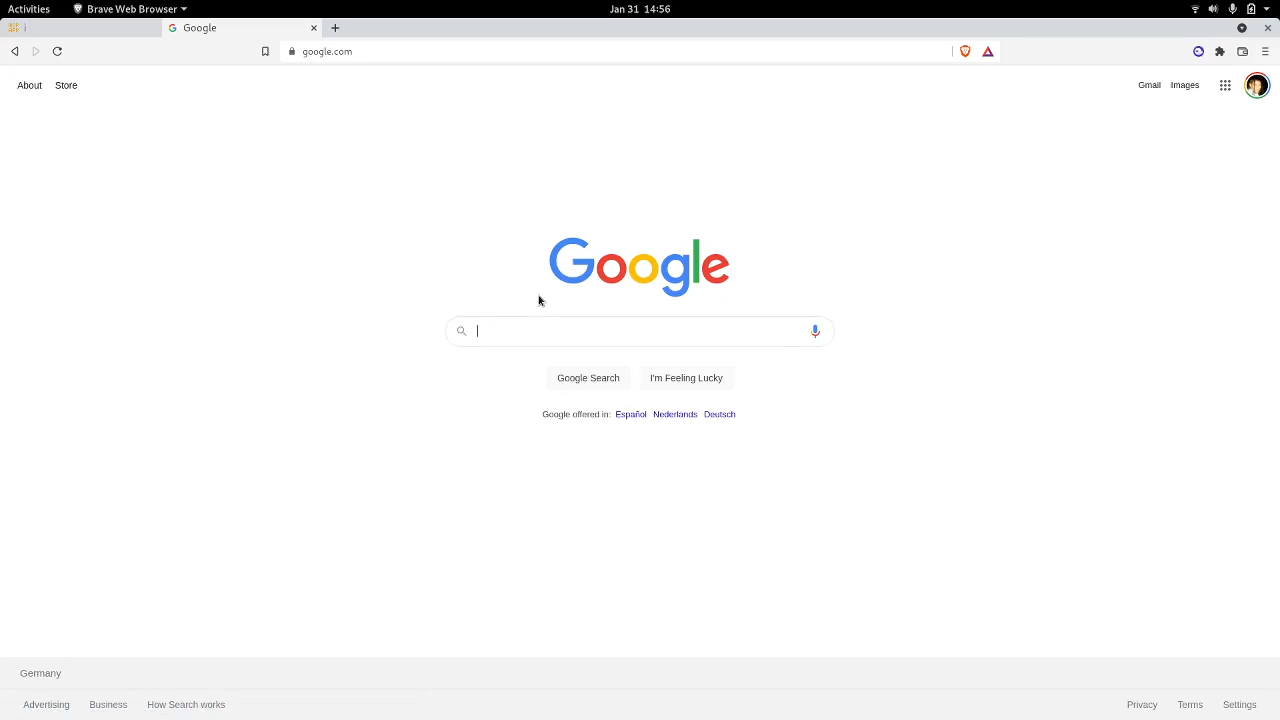 Activities Brave Web Browser Jan 31 14:56
Google
google.com
About Store Gmail Images
Google
Google Search I'm Feeling Lucky
Google offered in: Español Nederlands Deutsch
Germany
Advertising Business How Search works Privacy Terms Settings